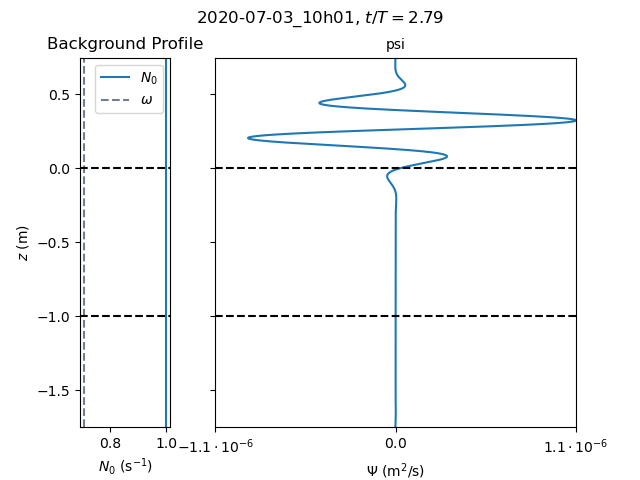 2020-07-03_10h01, t/T = 2.79
Background Profile
psi
N₀
ω
0.5
0.0
−0.5
−1.0
−1.5
z (m)
0.8
1.0
N₀ (s⁻¹)
−1.1 · 10⁻⁶
0.0
1.1 · 10⁻⁶
Ψ (m²/s)